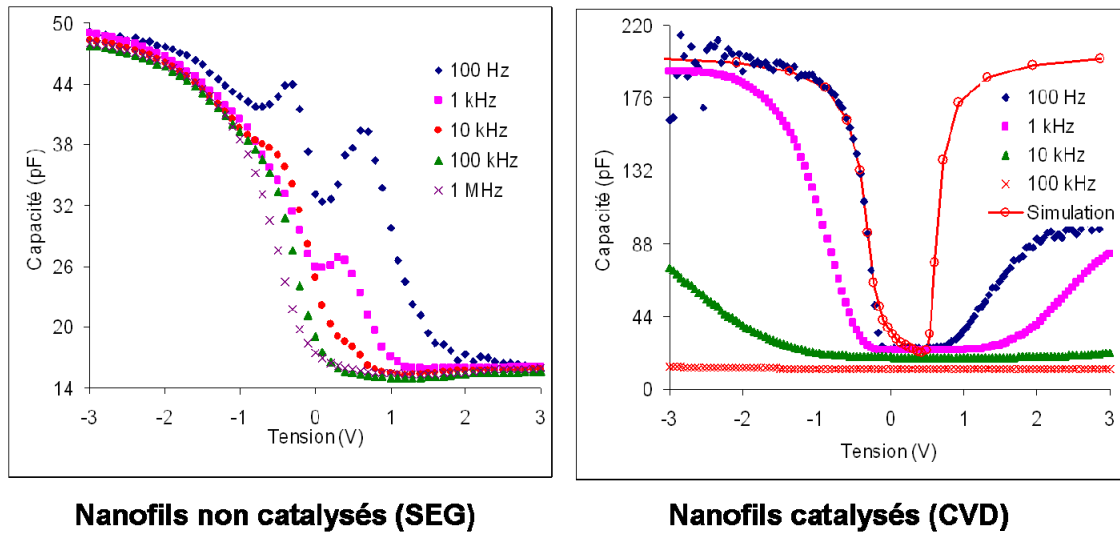 50
44
38
32
26
20
14
Capacité (pF)
-3 -2 -1 0 1 2 3
Tension (V)
100 Hz
1 kHz
10 kHz
100 kHz
1 MHz
Nanofils non catalysés (SEG)
220
176
132
88
44
0
Capacité (pF)
-3 -2 -1 0 1 2 3
Tension (V)
100 Hz
1 kHz
10 kHz
100 kHz
Simulation
Nanofils catalysés (CVD)